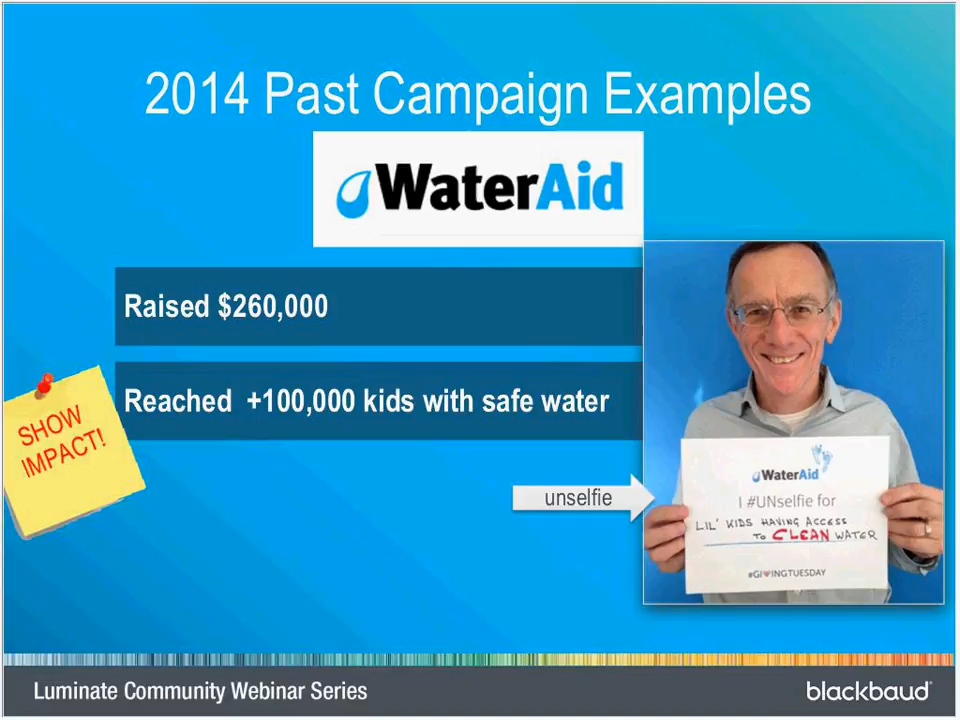 2014 Past Campaign Examples
WaterAid
Raised $260,000
Reached +100,000 kids with safe water
SHOW
IMPACT!
unselfie
WaterAid
I #UNselfie for
LIL' KIDS HAVING ACCESS
TO CLEAN WATER
#GIVINGTUESDAY
Luminate Community Webinar Series
blackbaud®